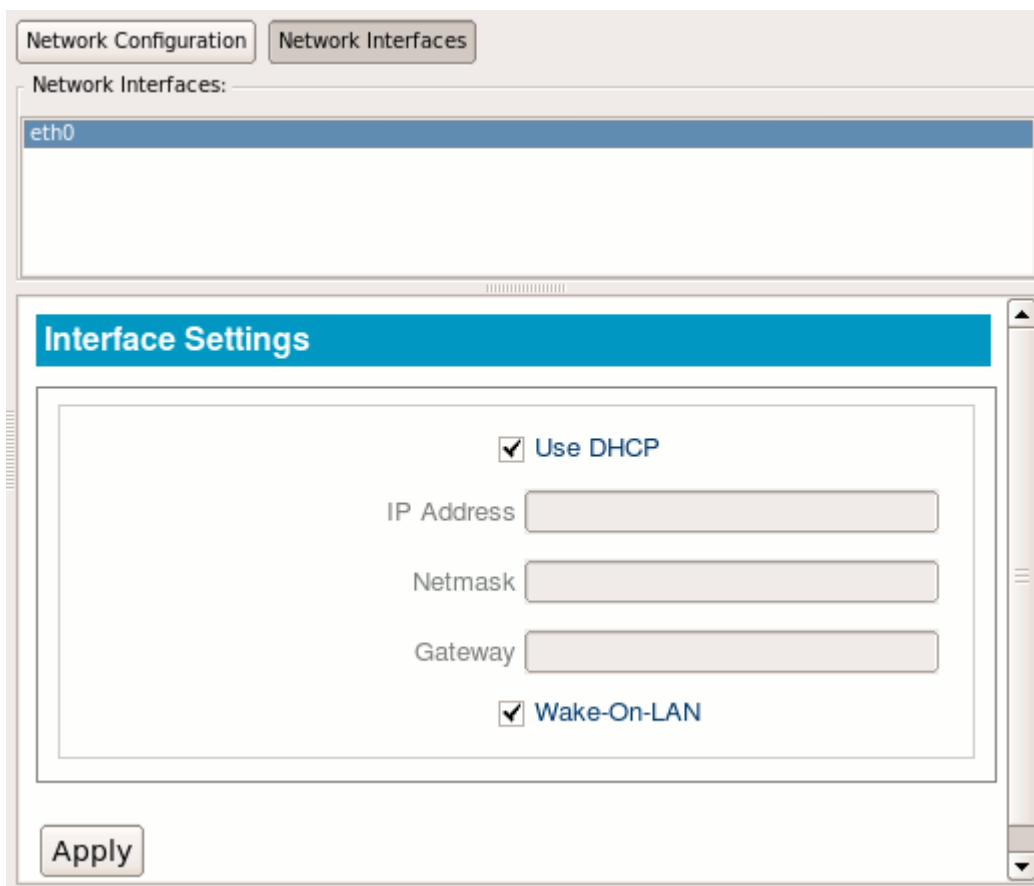 Network Configuration Network Interfaces
Network Interfaces:
eth0
Interface Settings
Use DHCP
IP Address
Netmask
Gateway
Wake-On-LAN
Apply